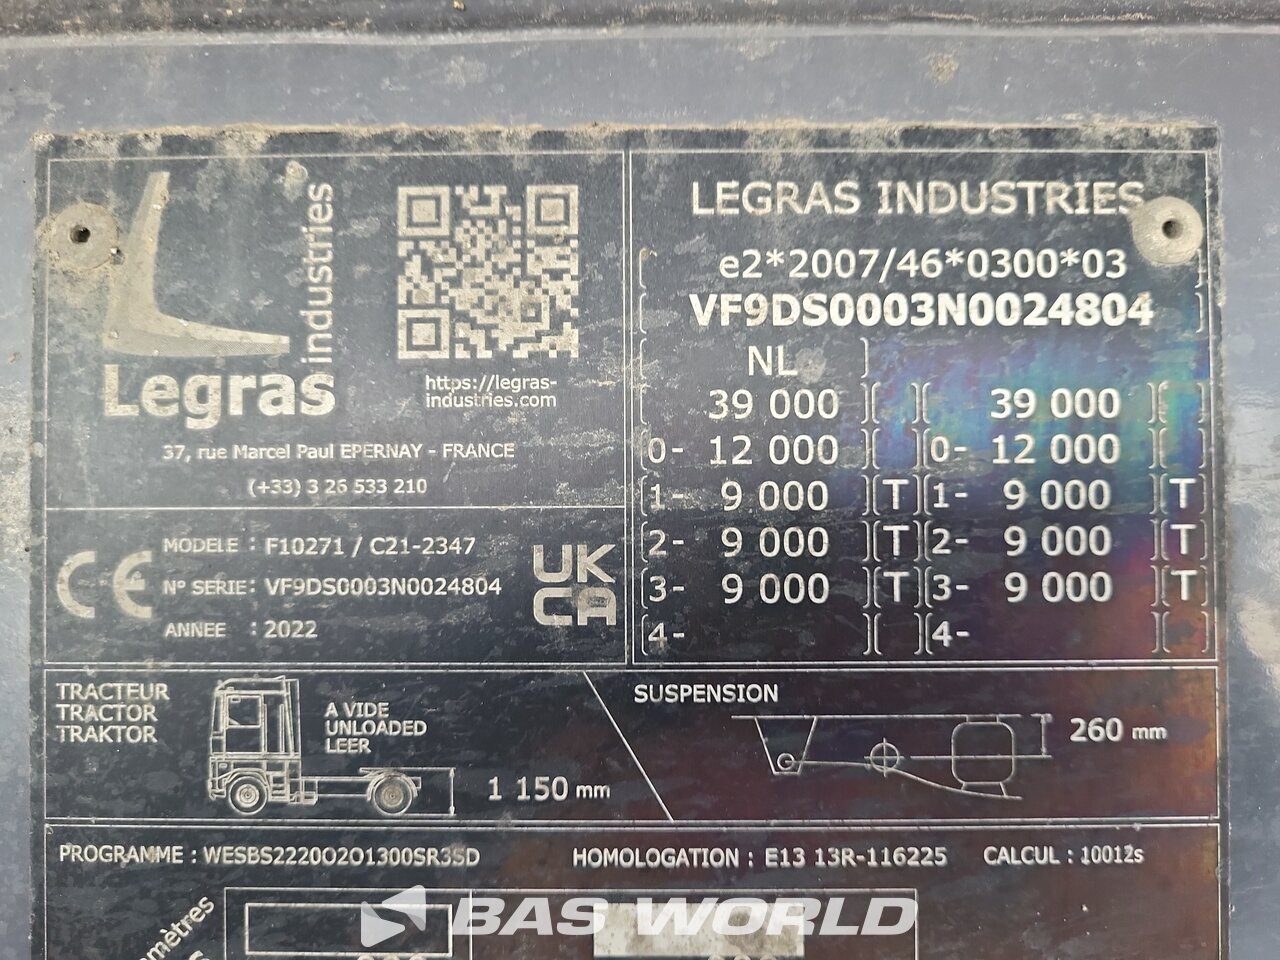 Legras
industries
https://legras-
industries.com
37, rue Marcel Paul EPERNAY - FRANCE
(+33) 3 26 533 210
CE
MODELE : F10271 / C21-2347
N° SERIE: VF9DS0003N0024804
ANNEE : 2022
UK
CA
LEGRAS INDUSTRIES
e2*2007/46*0300*03
VF9DS0003N0024804
NL
39 000 39 000
0- 12 000 0- 12 000
1- 9 000 T 1- 9 000 T
2- 9 000 T 2- 9 000 T
3- 9 000 T 3- 9 000 T
4- 4-
TRACTEUR
TRACTOR
TRAKTOR
A VIDE
UNLOADED
LEER
1 150 mm
SUSPENSION
260 mm
HOMOLOGATION : E13 13R-116225 CALCUL : 10012s
BAS WORLD